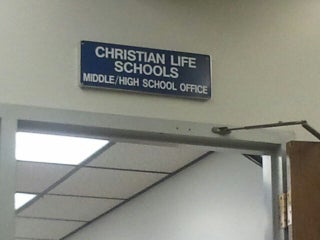 CHRISTIAN LIFE
SCHOOLS
MIDDLE/HIGH SCHOOL OFFICE